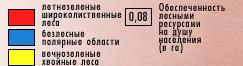 летнезеленые
широколиственные
леса
безлесные
полярные области
вечнозеленые
хвойные леса
0,08
Обеспеченность
лесными
ресурсами
на душу
населения
(в га)